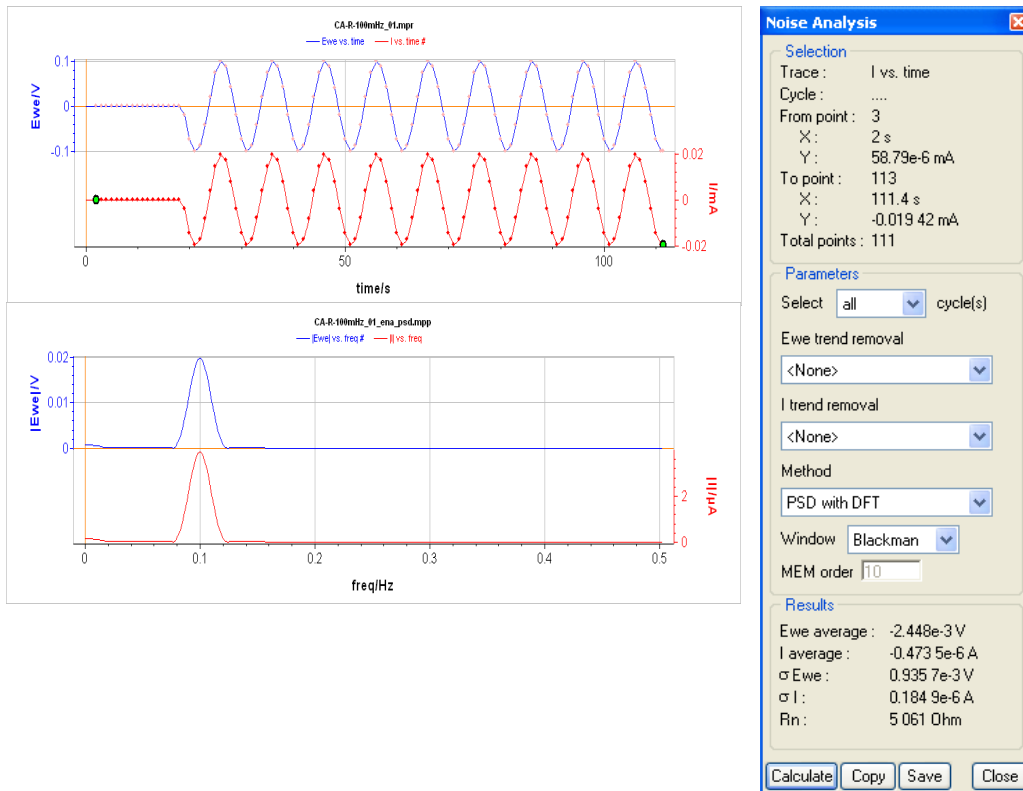 CA-R-100mHz_01.mpr
Ewe vs. time I vs. time #
0.1
0
-0.1
Ewe/V
0.02
0
-0.02
I/mA
0 50 100
time/s
CA-R-100mHz_01_ena_psd.mpp
|Ewe| vs. freq # |I| vs. freq
0.02
0.01
0
|Ewe|/V
2
0
|I|/µA
0 0.1 0.2 0.3 0.4 0.5
freq/Hz
Noise Analysis
Selection
Trace : I vs. time
Cycle : ....
From point : 3
X : 2 s
Y : 58.79e-6 mA
To point : 113
X : 111.4 s
Y : -0.019 42 mA
Total points : 111
Parameters
Select all cycle(s)
Ewe trend removal
<None>
I trend removal
<None>
Method
PSD with DFT
Window Blackman
MEM order 10
Results
Ewe average : -2.448e-3 V
I average : -0.473 5e-6 A
σ Ewe : 0.935 7e-3 V
σ I : 0.184 9e-6 A
Rn : 5 061 Ohm
Calculate Copy Save Close